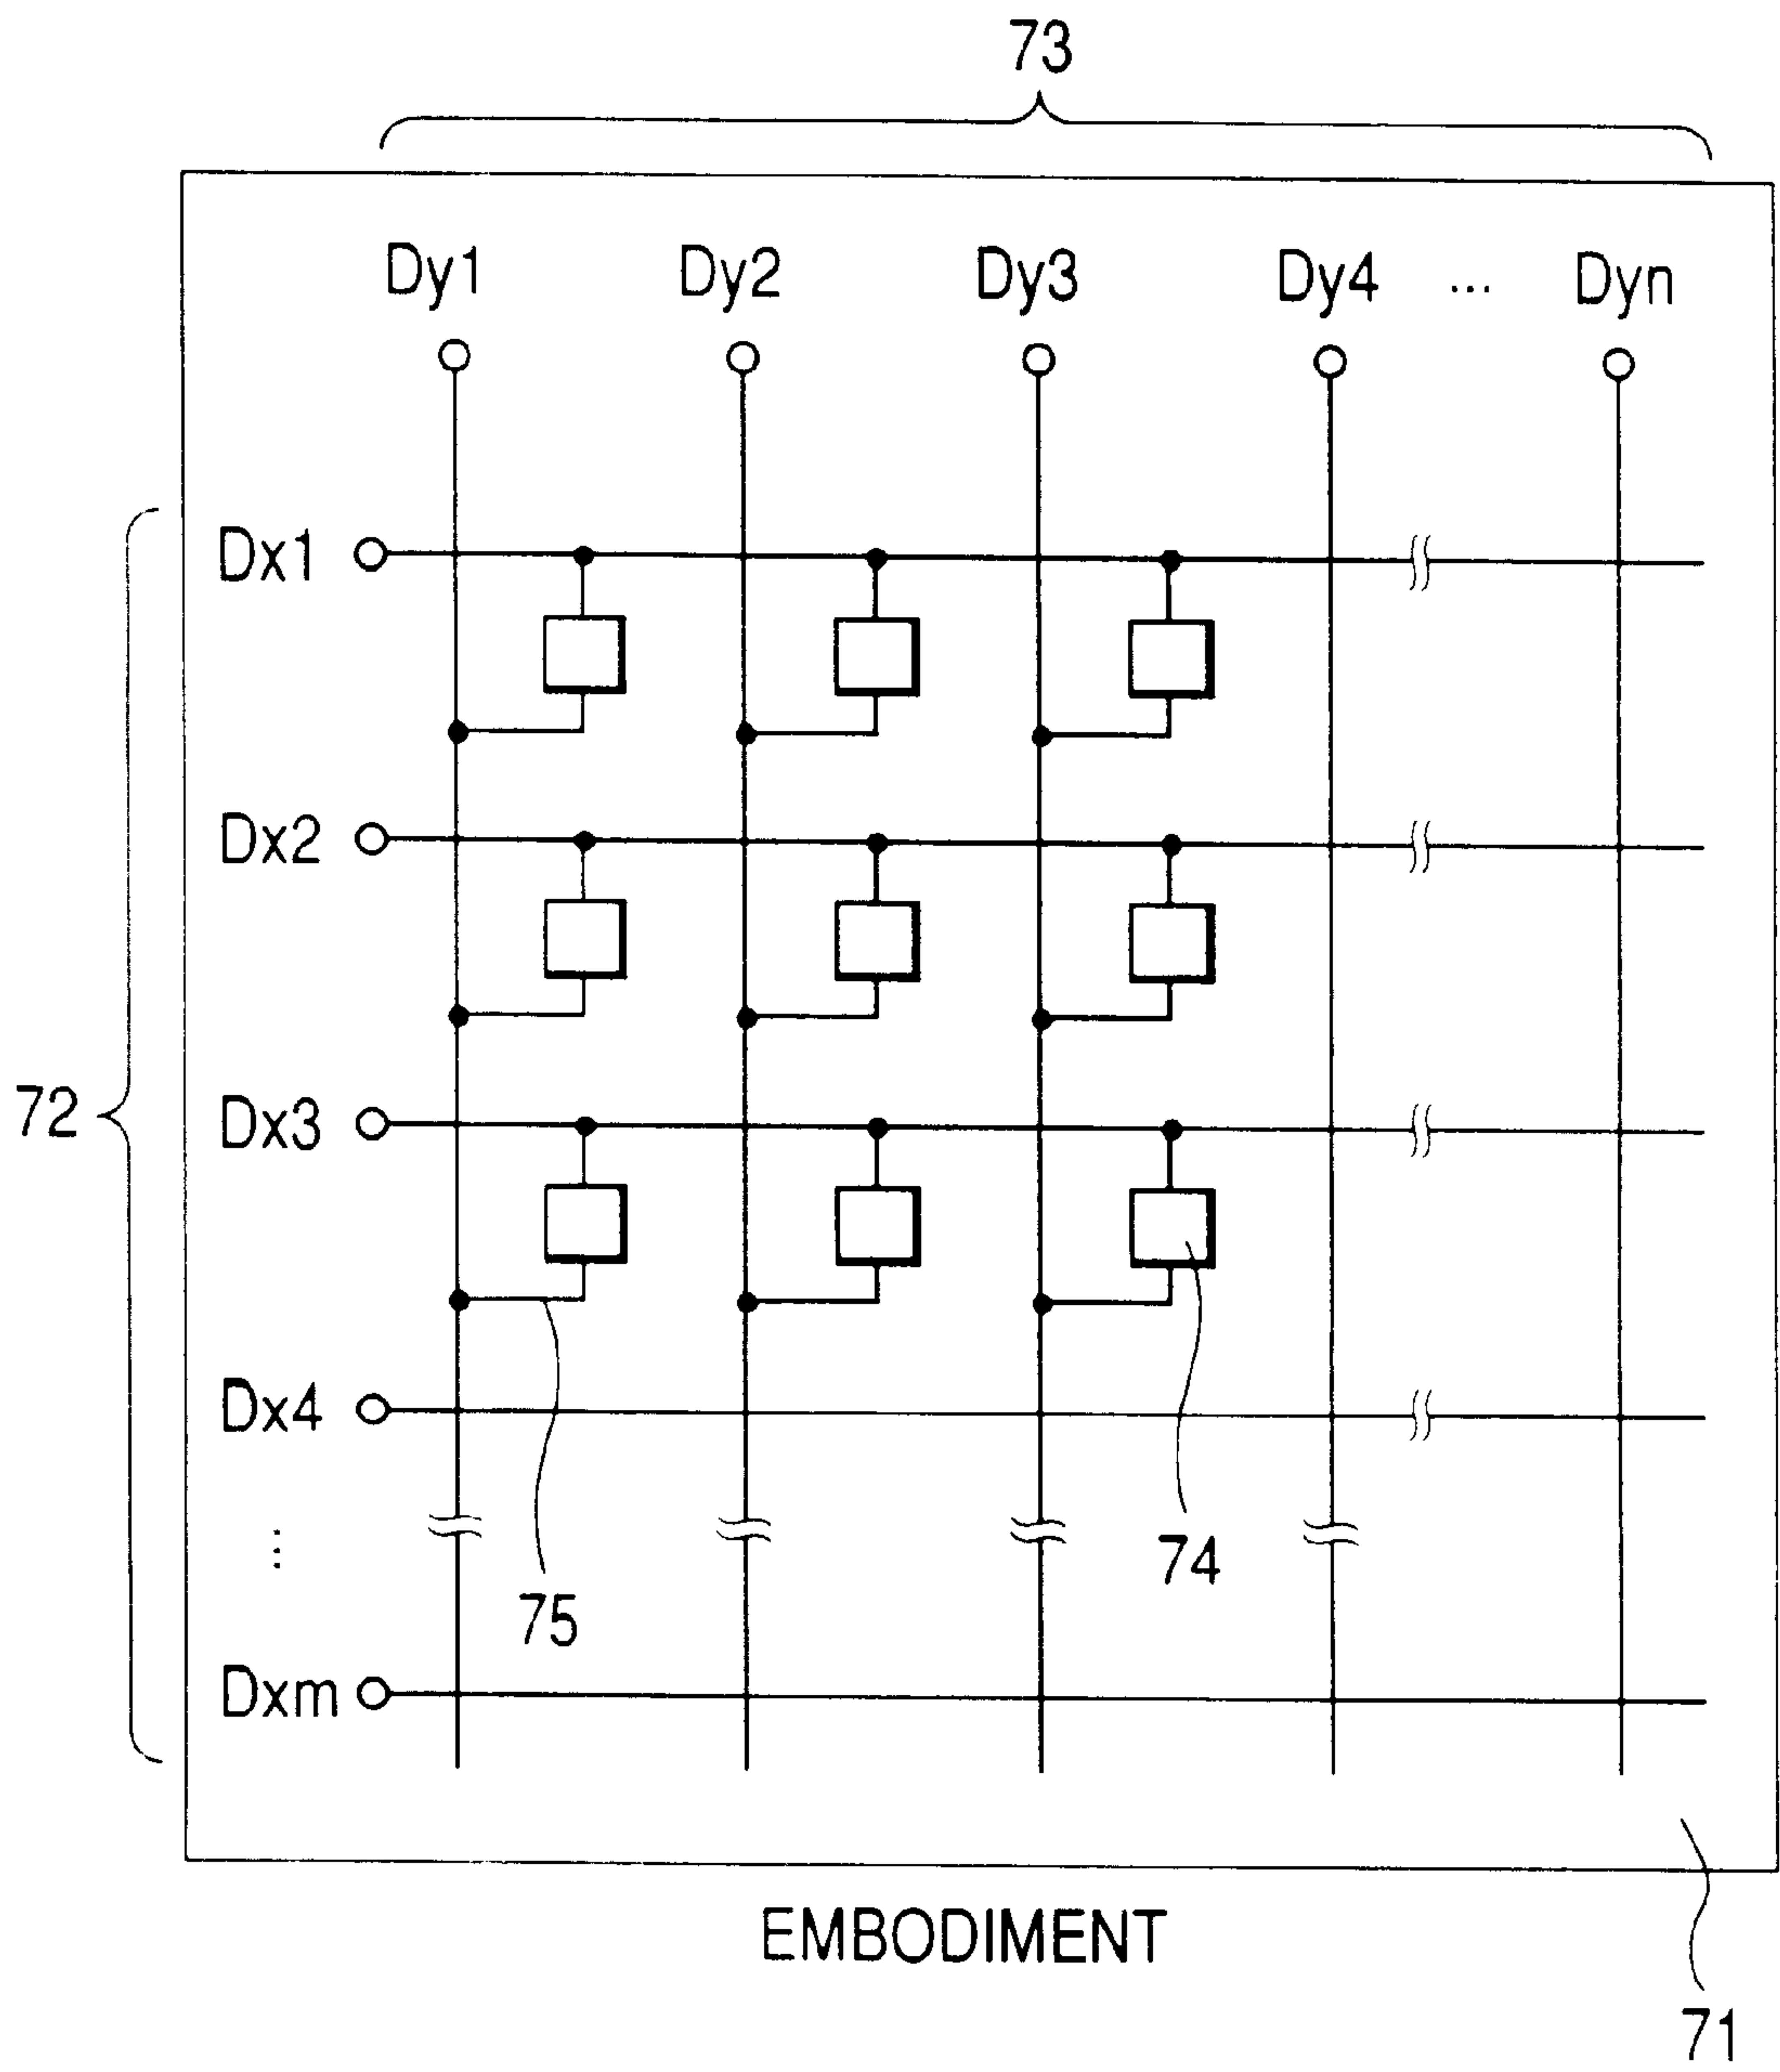 73
Dy1 Dy2 Dy3 Dy4 ... Dyn
Dx1
Dx2
72
Dx3
Dx4
...
74
75
Dxm
EMBODIMENT
71